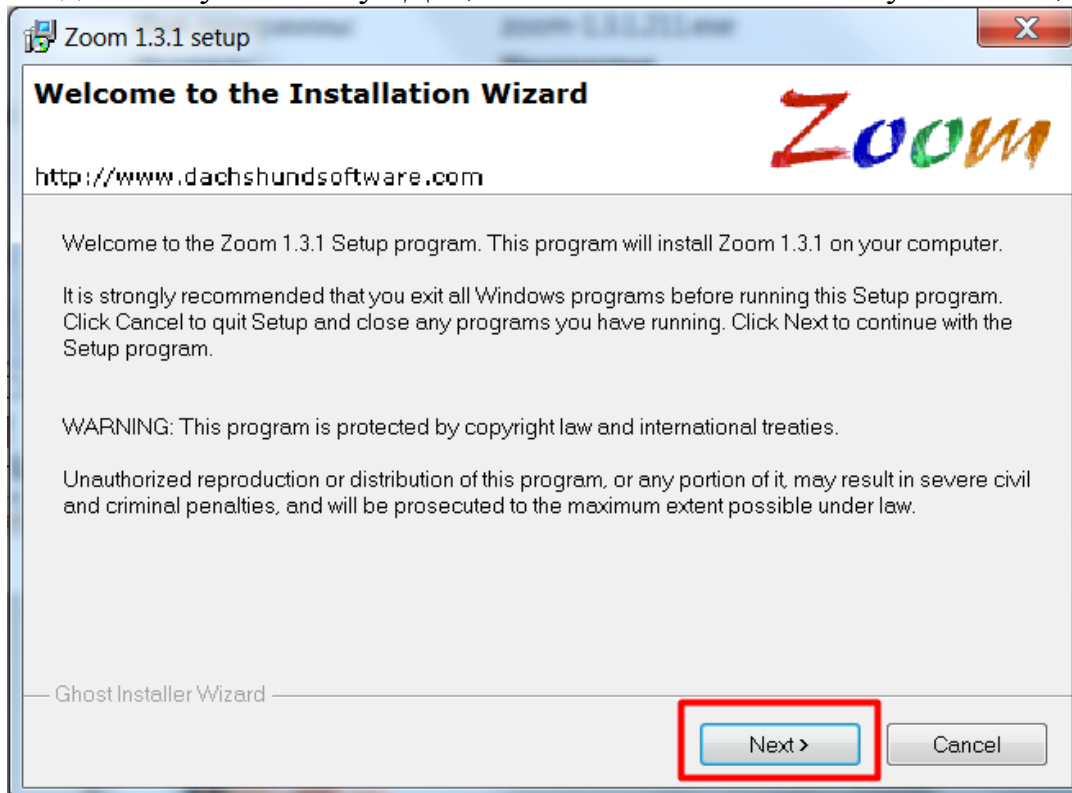 Zoom 1.3.1 setup
Welcome to the Installation Wizard
Zoom
http://www.dachshundsoftware.com
Welcome to the Zoom 1.3.1 Setup program. This program will install Zoom 1.3.1 on your computer.
It is strongly recommended that you exit all Windows programs before running this Setup program.
Click Cancel to quit Setup and close any programs you have running. Click Next to continue with the
Setup program.
WARNING: This program is protected by copyright law and international treaties.
Unauthorized reproduction or distribution of this program, or any portion of it, may result in severe civil
and criminal penalties, and will be prosecuted to the maximum extent possible under law.
Ghost Installer Wizard
Next >
Cancel